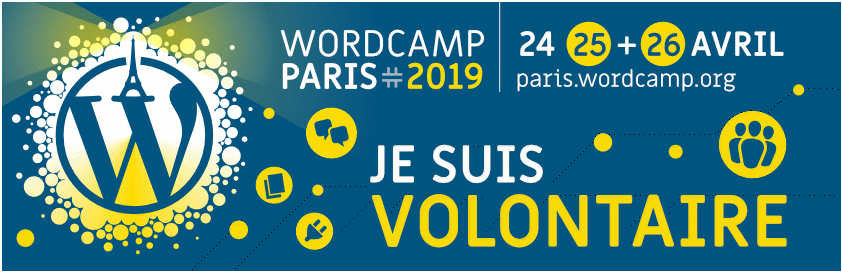 WORDCAMP
PARIS#2019
24 25 + 26 AVRIL
paris.wordcamp.org
JE SUIS
VOLONTAIRE
W